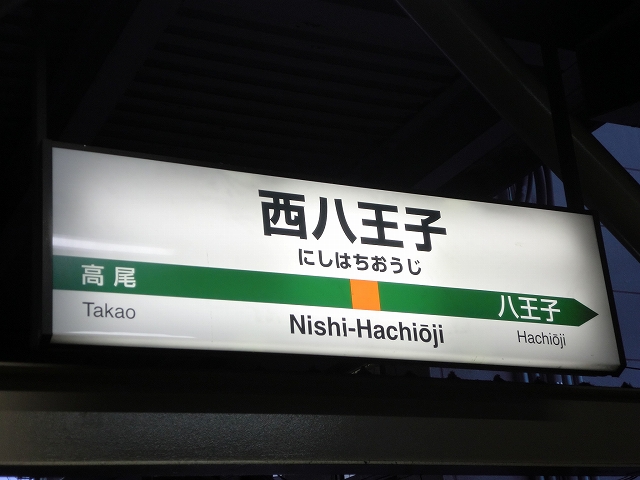 西八王子
にしはちおうじ
高尾
八王子
Takao
Nishi-Hachiōji
Hachiōji